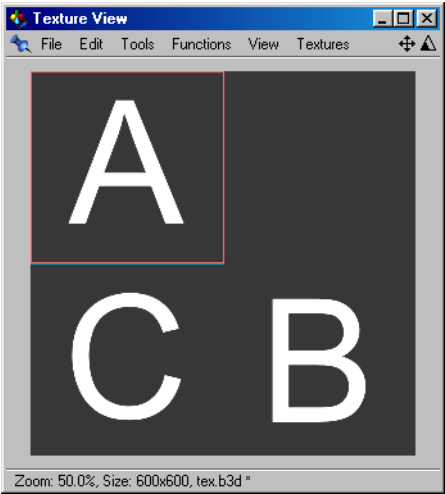 Texture View
File Edit Tools Functions View Textures
A
C B
Zoom: 50.0%, Size: 600x600, tex.b3d *